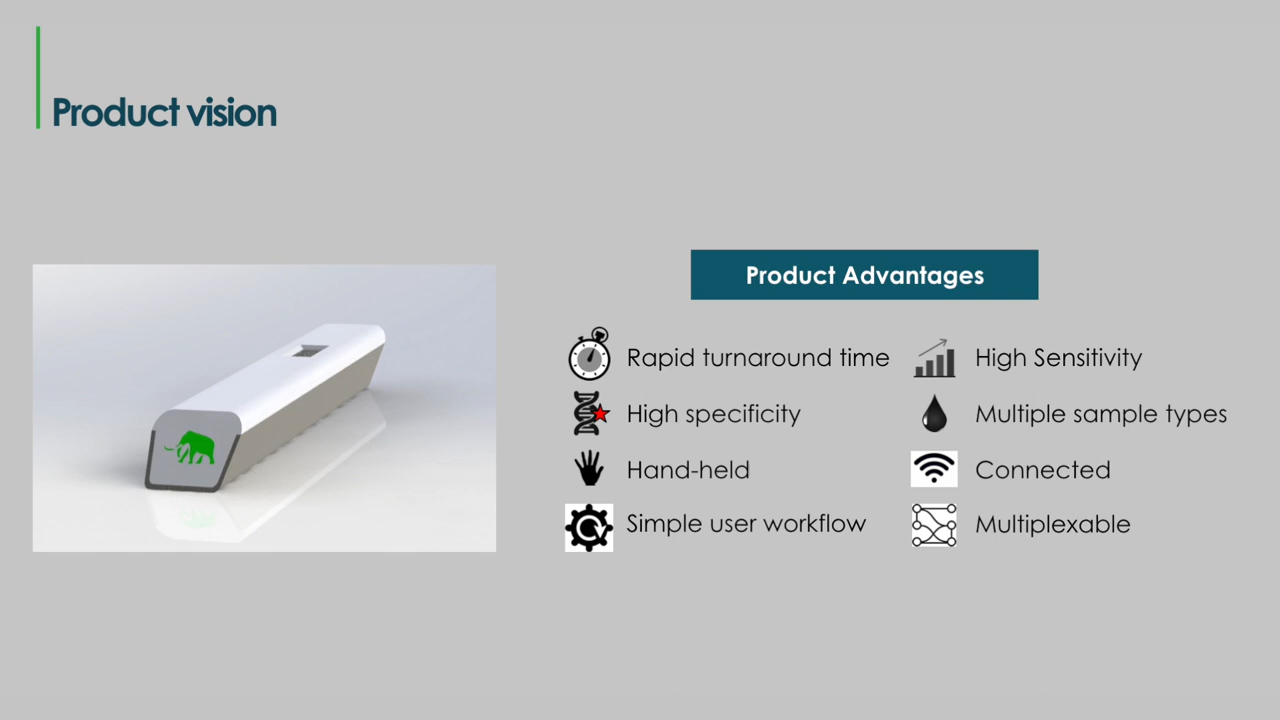 Product vision
Product Advantages
Rapid turnaround time
High Sensitivity
High specificity
Multiple sample types
Hand-held
Connected
Simple user workflow
Multiplexable